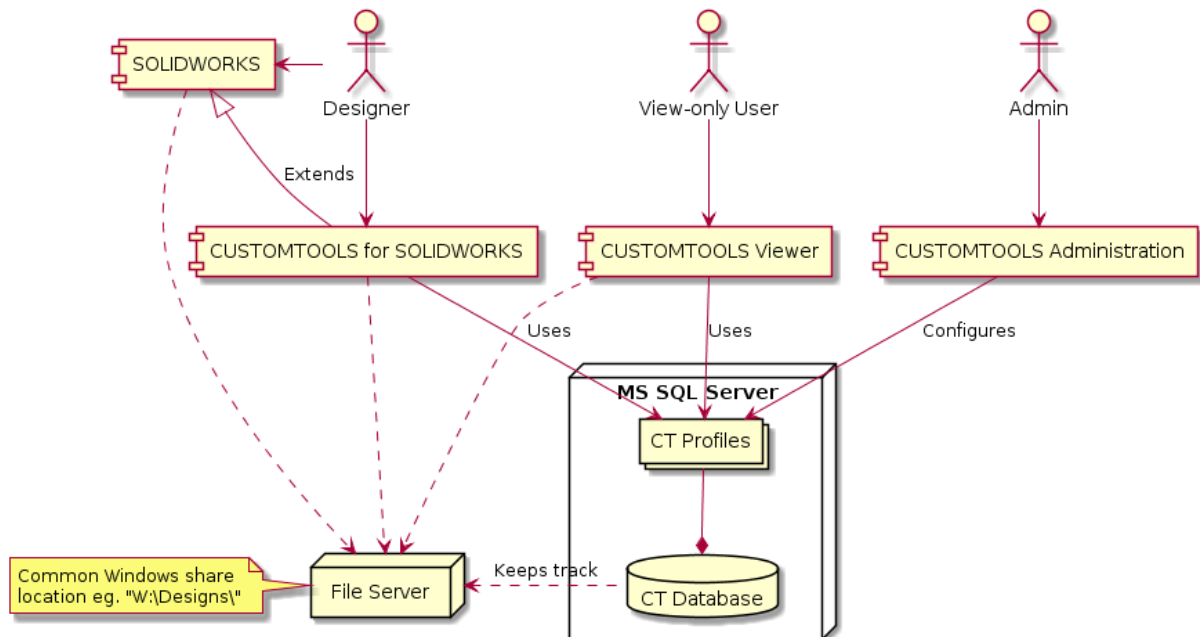 SOLIDWORKS
Designer
View-only User
Admin
Extends
CUSTOMTOOLS for SOLIDWORKS
CUSTOMTOOLS Viewer
CUSTOMTOOLS Administration
Uses
Uses
Configures
MS SQL Server
CT Profiles
Common Windows share
location eg. "W:\Designs\"
File Server
Keeps track
CT Database